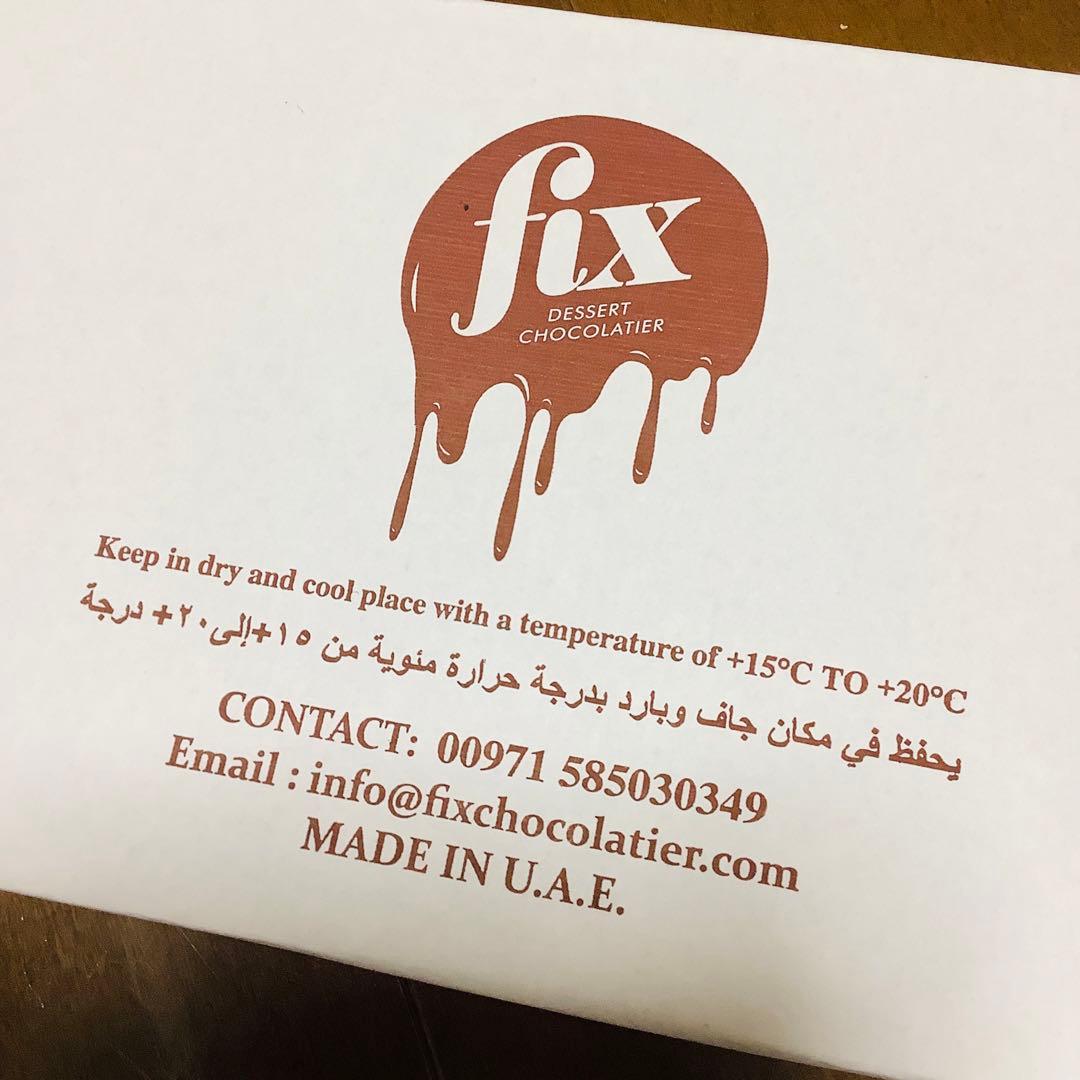 fix
DESSERT
CHOCOLATIER
Keep in dry and cool place with a temperature of +15°C TO +20°C
يحفظ في مكان جاف وبارد بدرجة حرارة مئوية من ١٥+إلى٢٠+ درجة
CONTACT: 00971 585030349
Email : info@fixchocolatier.com
MADE IN U.A.E.